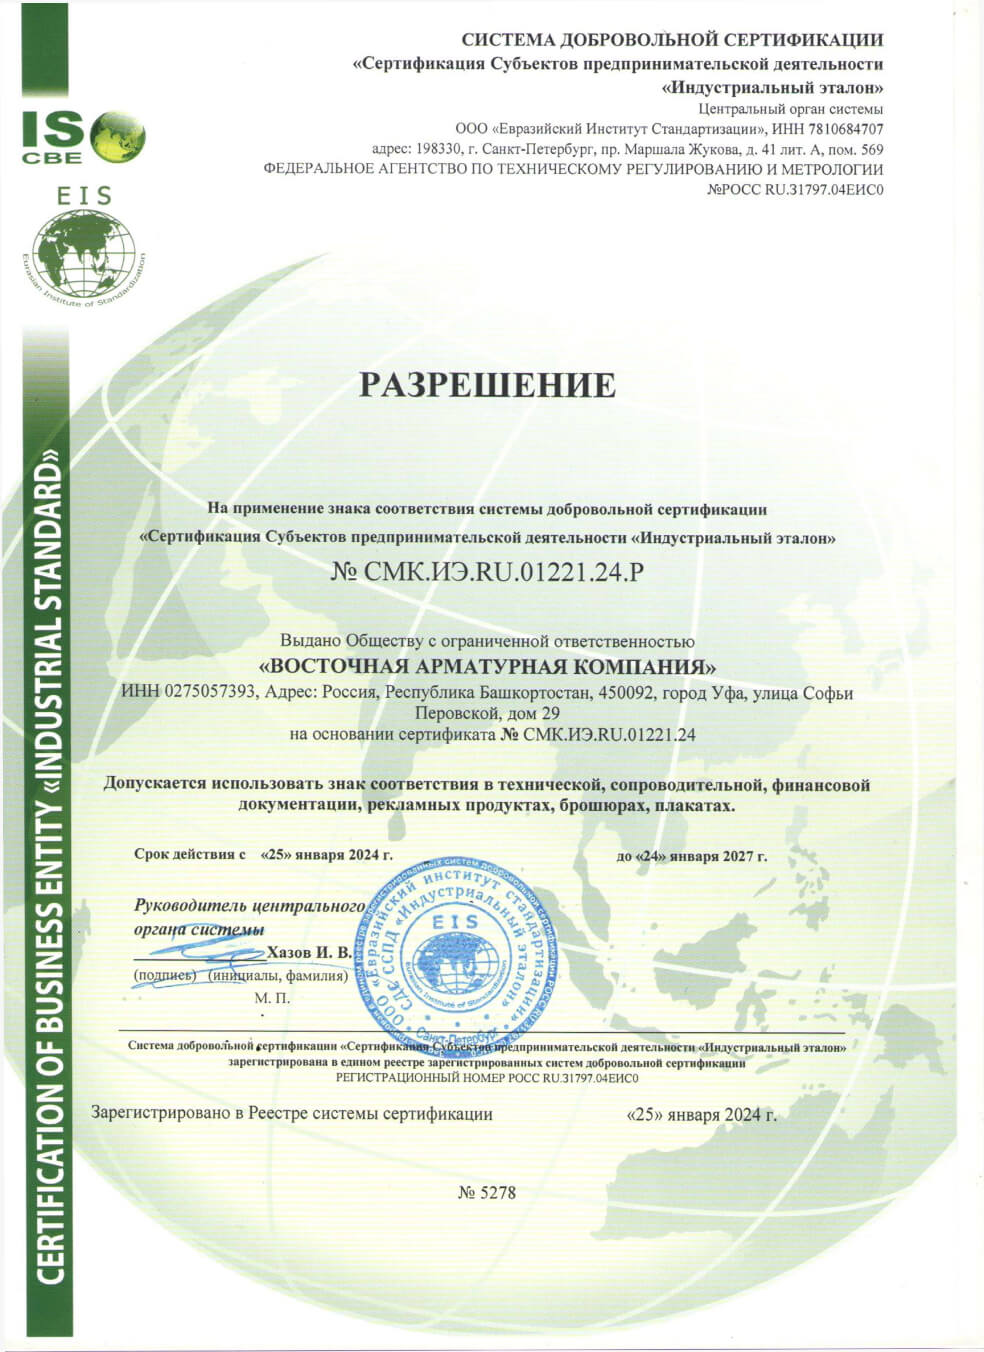 СИСТЕМА ДОБРОВОЛЬНОЙ СЕРТИФИКАЦИИ
«Сертификация Субъектов предпринимательской деятельности
«Индустриальный эталон»
Центральный орган системы
ООО «Евразийский Институт Стандартизации», ИНН 7810684707
адрес: 198330, г. Санкт-Петербург, пр. Маршала Жукова, д. 41 лит. А, пом. 569
ФЕДЕРАЛЬНОЕ АГЕНТСТВО ПО ТЕХНИЧЕСКОМУ РЕГУЛИРОВАНИЮ И МЕТРОЛОГИИ
№РОСС RU.31797.04ЕИС0
ISO
CBE
EIS
Eurasian Institute of Standardization
CERTIFICATION OF BUSINESS ENTITY «INDUSTRIAL STANDARD»
РАЗРЕШЕНИЕ
На применение знака соответствия системы добровольной сертификации
«Сертификация Субъектов предпринимательской деятельности «Индустриальный эталон»
№ СМК.ИЭ.RU.01221.24.Р
Выдано Обществу с ограниченной ответственностью
«ВОСТОЧНАЯ АРМАТУРНАЯ КОМПАНИЯ»
ИНН 0275057393, Адрес: Россия, Республика Башкортостан, 450092, город Уфа, улица Софьи
Перовской, дом 29
на основании сертификата № СМК.ИЭ.RU.01221.24
Допускается использовать знак соответствия в технической, сопроводительной, финансовой
документации, рекламных продуктах, брошюрах, плакатах.
Срок действия с «25» января 2024 г. до «24» января 2027 г.
Руководитель центрального
органа системы
Хазов И. В.
(подпись) (инициалы, фамилия)
М. П.
ООО «Евразийский институт стандартизации»
СДС ССПД «Индустриальный эталон»
EIS
Eurasian Institute of Standardization
Санкт-Петербург
Система добровольной сертификации «Сертификация Субъектов предпринимательской деятельности «Индустриальный эталон»
зарегистрирована в едином реестре зарегистрированных систем добровольной сертификации
РЕГИСТРАЦИОННЫЙ НОМЕР РОСС RU.31797.04ЕИС0
Зарегистрировано в Реестре системы сертификации «25» января 2024 г.
№ 5278